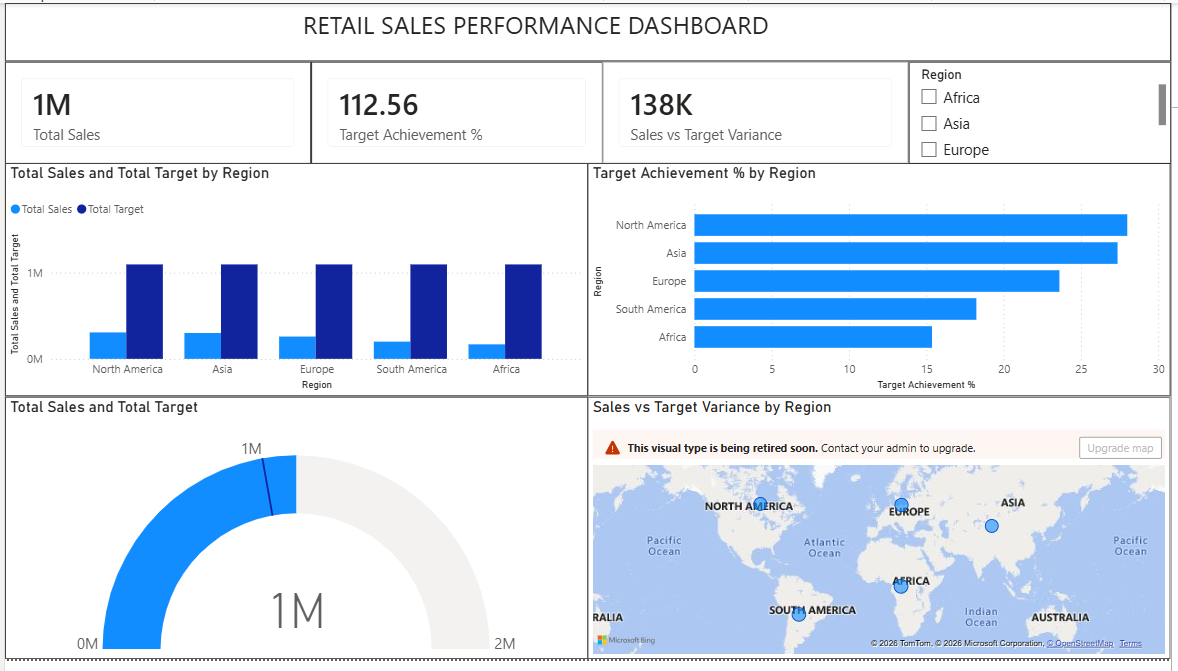 RETAIL SALES PERFORMANCE DASHBOARD
1M
Total Sales
112.56
Target Achievement %
138K
Sales vs Target Variance
Region
Africa
Asia
Europe
Total Sales and Total Target by Region
Total Sales Total Target
Total Sales and Total Target
1M
0M
North America Asia Europe South America Africa
Region
Target Achievement % by Region
Region
North America
Asia
Europe
South America
Africa
0 5 10 15 20 25 30
Target Achievement %
Total Sales and Total Target
1M
1M
0M 2M
Sales vs Target Variance by Region
This visual type is being retired soon. Contact your admin to upgrade. Upgrade map
NORTH AMERICA
EUROPE
ASIA
Pacific
Ocean
Atlantic
Ocean
Pacific
Ocean
AFRICA
SOUTH AMERICA
RALIA
Indian
Ocean
AUSTRALIA
Microsoft Bing
© 2026 TomTom, © 2026 Microsoft Corporation, © OpenStreetMap Terms